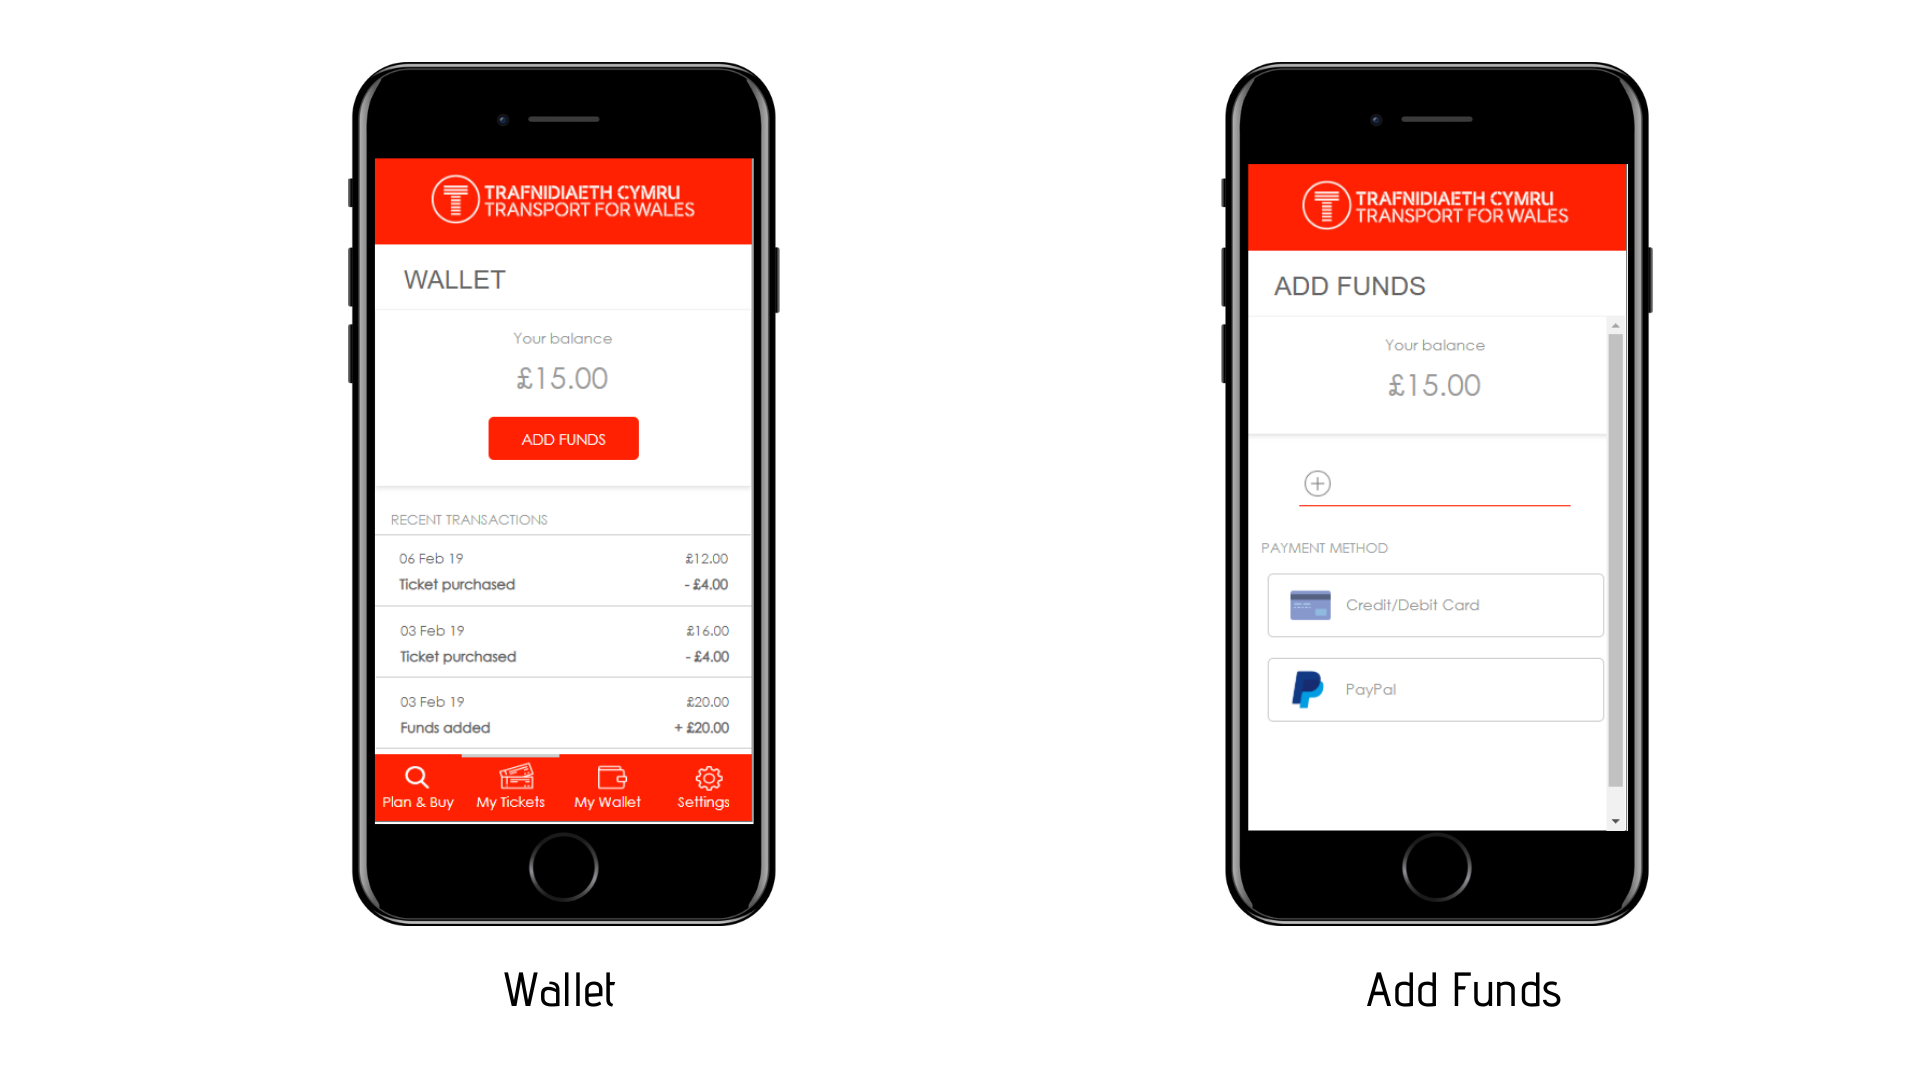 TRAFNIDIAETH CYMRU
TRANSPORT FOR WALES
WALLET
Your balance
£15.00
ADD FUNDS
RECENT TRANSACTIONS
06 Feb 19 £12.00
Ticket purchased - £4.00
03 Feb 19 £16.00
Ticket purchased - £4.00
03 Feb 19 £20.00
Funds added + £20.00
Plan & Buy My Tickets My Wallet Settings
Wallet
TRAFNIDIAETH CYMRU
TRANSPORT FOR WALES
ADD FUNDS
Your balance
£15.00
PAYMENT METHOD
Credit/Debit Card
PayPal
Add Funds